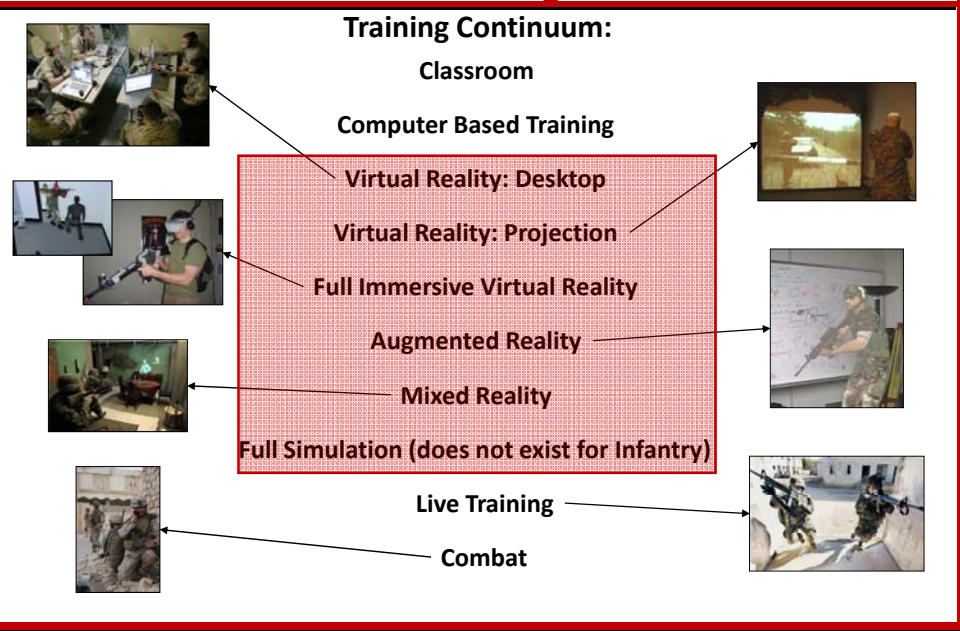 Training Continuum:
Classroom
Computer Based Training
Virtual Reality: Desktop
Virtual Reality: Projection
Full Immersive Virtual Reality
Augmented Reality
Mixed Reality
Full Simulation (does not exist for Infantry)
Live Training
Combat